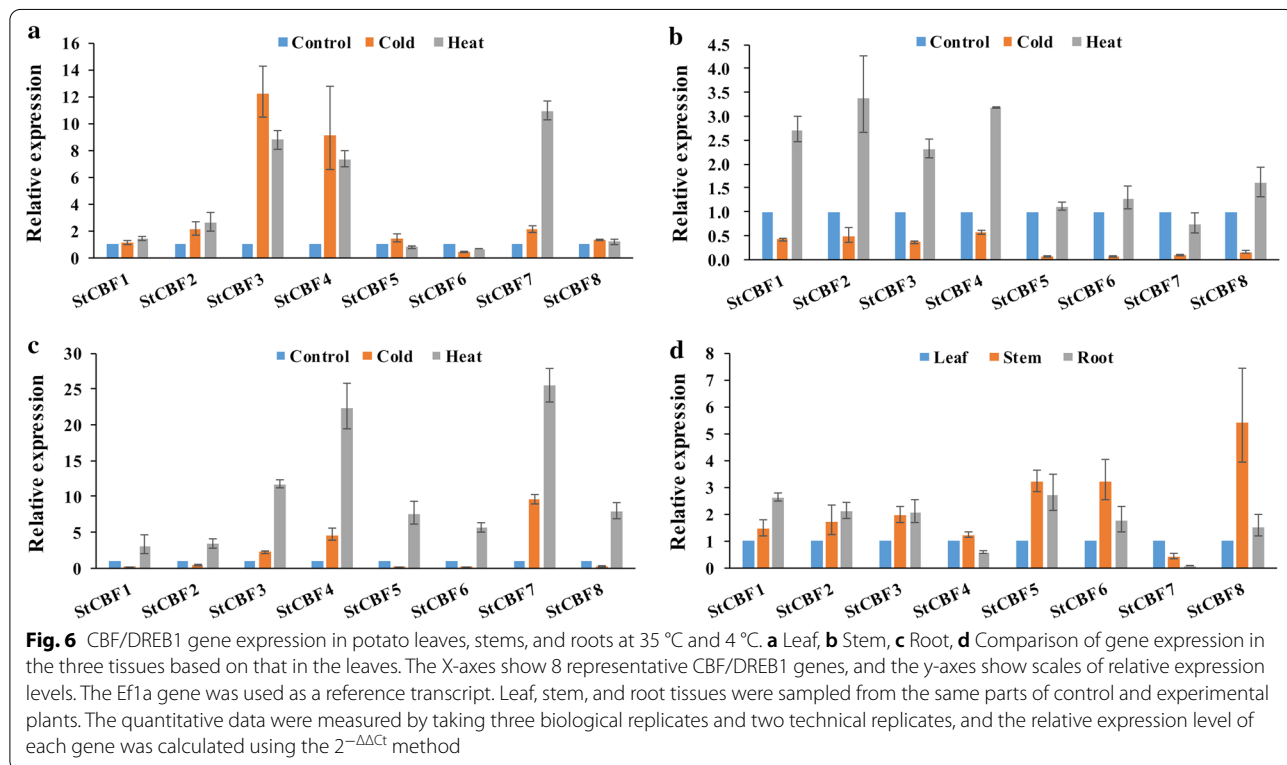 a
Control Cold Heat
Relative expression
16
14
12
10
8
6
4
2
0
StCBF1 StCBF2 StCBF3 StCBF4 StCBF5 StCBF6 StCBF7 StCBF8
b
Control Cold Heat
Relative expression
4.5
4.0
3.5
3.0
2.5
2.0
1.5
1.0
0.5
0.0
StCBF1 StCBF2 StCBF3 StCBF4 StCBF5 StCBF6 StCBF7 StCBF8
c
Control Cold Heat
Relative expression
30
25
20
15
10
5
0
StCBF1 StCBF2 StCBF3 StCBF4 StCBF5 StCBF6 StCBF7 StCBF8
d
Leaf Stem Root
Relative expression
8
7
6
5
4
3
2
1
0
StCBF1 StCBF2 StCBF3 StCBF4 StCBF5 StCBF6 StCBF7 StCBF8
Fig. 6 CBF/DREB1 gene expression in potato leaves, stems, and roots at 35 °C and 4 °C. a Leaf, b Stem, c Root, d Comparison of gene expression in
the three tissues based on that in the leaves. The X-axes show 8 representative CBF/DREB1 genes, and the y-axes show scales of relative expression
levels. The Ef1a gene was used as a reference transcript. Leaf, stem, and root tissues were sampled from the same parts of control and experimental
plants. The quantitative data were measured by taking three biological replicates and two technical replicates, and the relative expression level of
each gene was calculated using the 2−ΔΔCt method